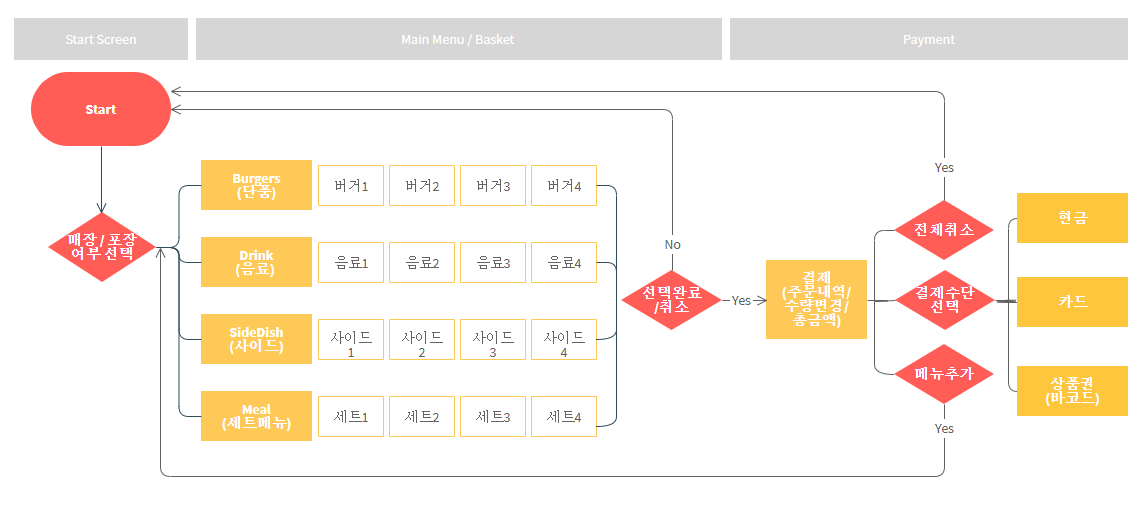 Start Screen
Main Menu / Basket
Payment
Start
매장 / 포장
여부 선택
Burgers
(단품)
버거1
버거2
버거3
버거4
Drink
(음료)
음료1
음료2
음료3
음료4
SideDish
(사이드)
사이드
1
사이드
2
사이드
3
사이드
4
Meal
(세트메뉴)
세트1
세트2
세트3
세트4
No
선택완료
/취소
Yes
결제
(주문내역/
수량변경/
총금액)
Yes
전체취소
결제수단
선택
메뉴추가
Yes
현금
카드
상품권
(바코드)